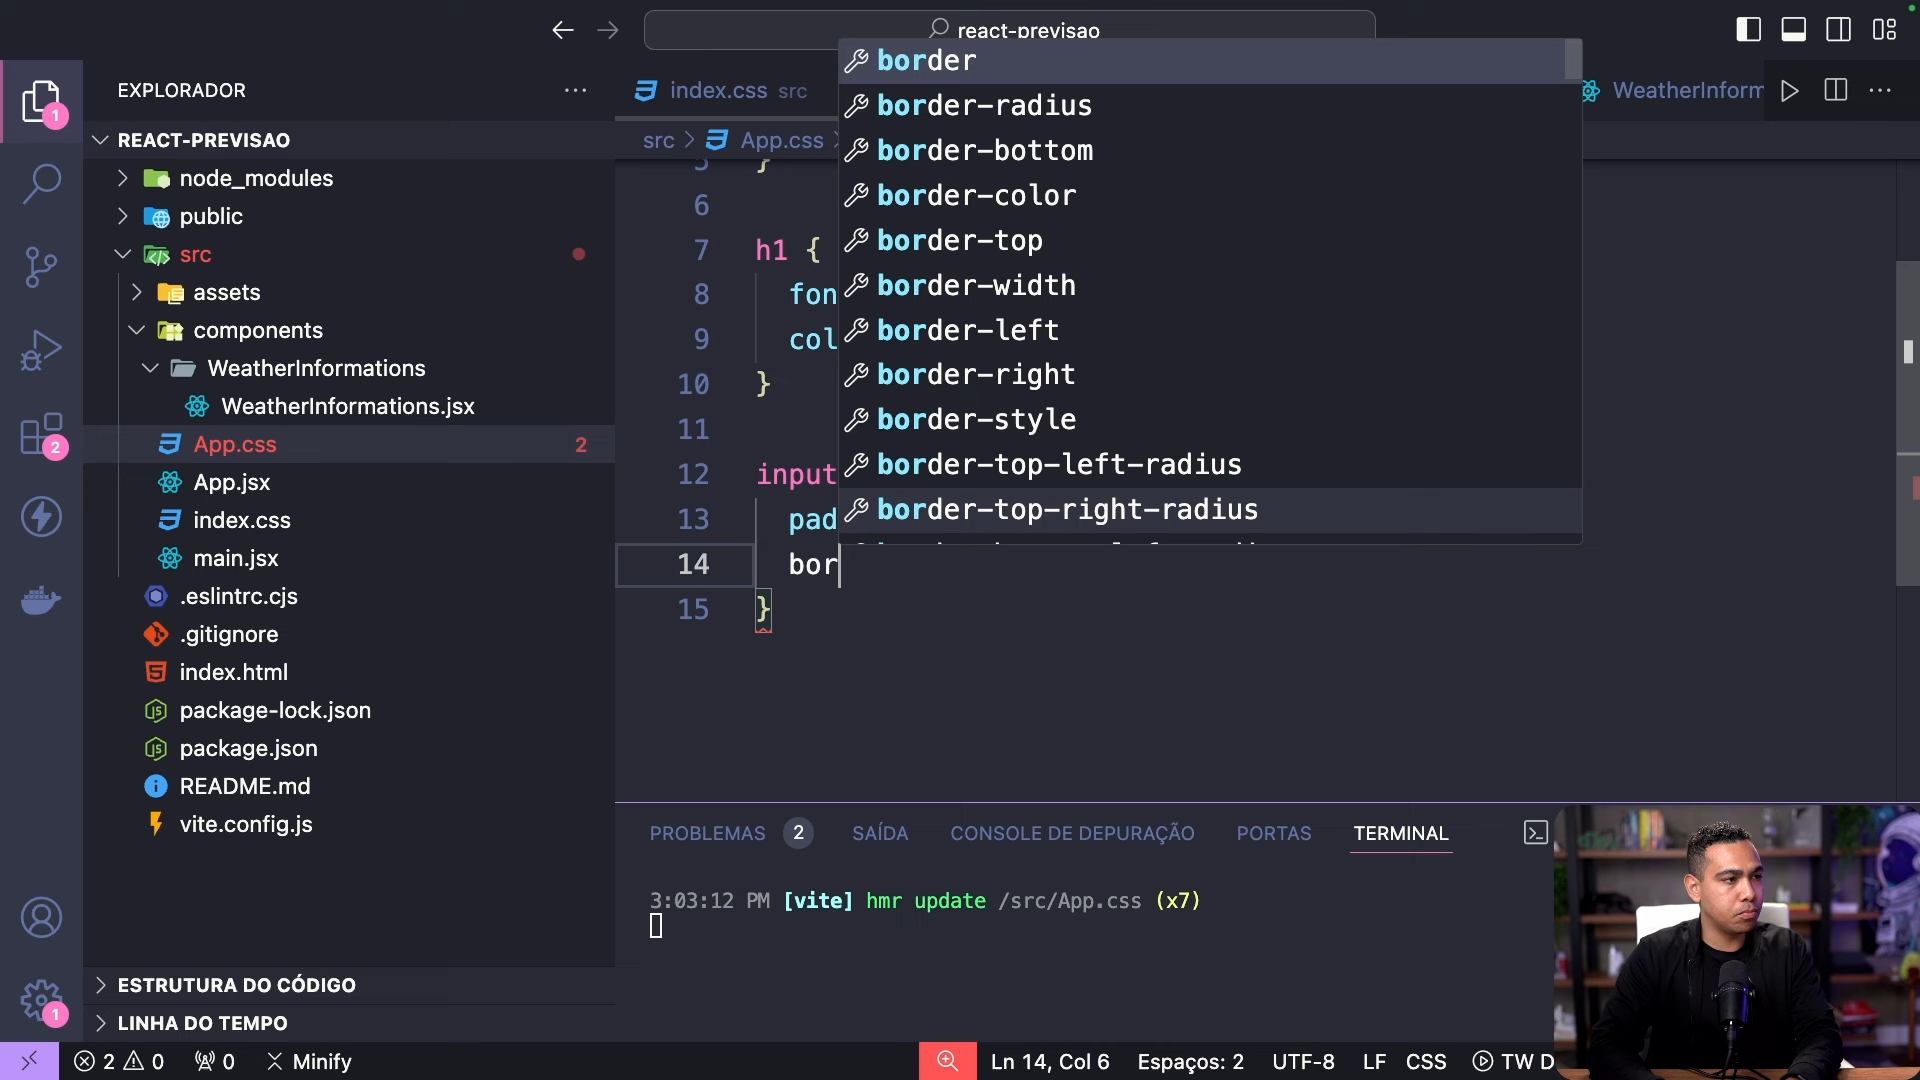 react-previsao
EXPLORADOR
REACT-PREVISAO
node_modules
public
src
assets
components
WeatherInformations
WeatherInformations.jsx
App.css 2
App.jsx
index.css
main.jsx
.eslintrc.cjs
.gitignore
index.html
package-lock.json
package.json
README.md
vite.config.js
ESTRUTURA DO CÓDIGO
LINHA DO TEMPO
1
2
1
index.css src
WeatherInform
src > App.css
5 }
6
7 h1 {
8 fon
9 col
10 }
11
12 input
13 pad
14 bor
15 }
border
border-radius
border-bottom
border-color
border-top
border-width
border-left
border-right
border-style
border-top-left-radius
border-top-right-radius
PROBLEMAS 2 SAÍDA CONSOLE DE DEPURAÇÃO PORTAS TERMINAL
3:03:12 PM [vite] hmr update /src/App.css (x7)
2 0 0 Minify Ln 14, Col 6 Espaços: 2 UTF-8 LF CSS TW D